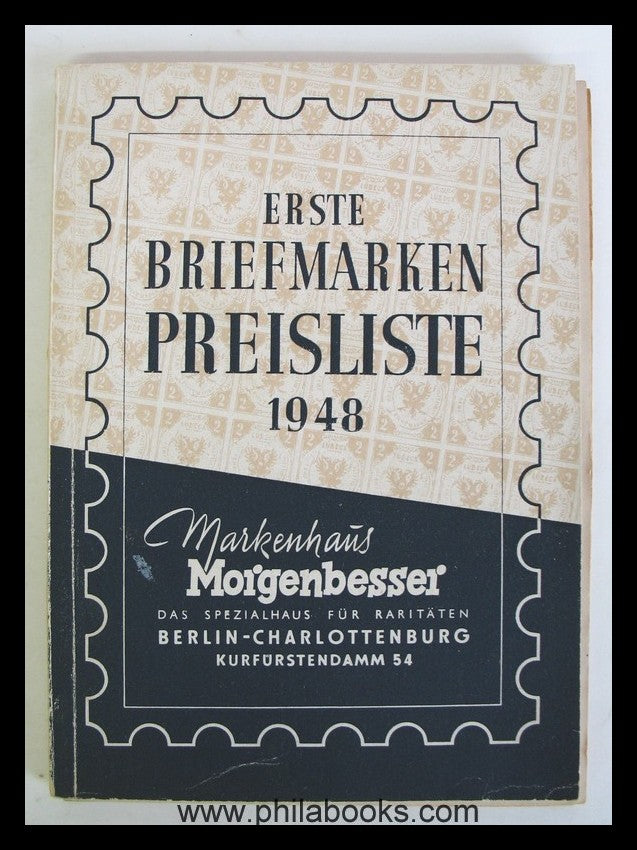 ERSTE
BRIEFMARKEN
PREISLISTE
1948
Markenhaus
Morgenbesser
DAS SPEZIALHAUS FÜR RARITÄTEN
BERLIN-CHARLOTTENBURG
KURFÜRSTENDAMM 54
www.philabooks.com